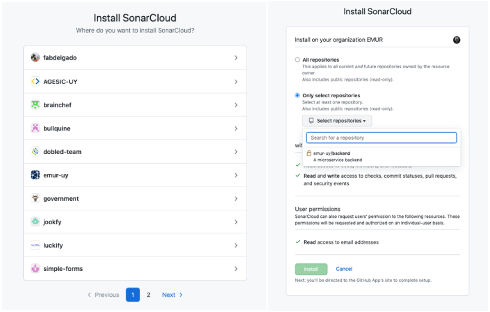 Install SonarCloud
Where do you want to install SonarCloud?
fabdelgado
AGESIC-UY
brainchef
bullquine
dobled-team
emur-uy
government
jookfy
luckify
simple-forms
Previous 1 2 Next
Install SonarCloud
Install on your organization EMUR
All repositories
This applies to all current and future repositories owned by the resource
owner.
Also includes public repositories (read-only).
Only select repositories
Select at least one repository.
Also includes public repositories (read-only).
Select repositories
Search for a repository
emur-uy/backend
A microservice backend
Read and write access to checks, commit statuses, pull requests,
and security events
User permissions
SonarCloud can also request users' permission to the following resources. These
permissions will be requested and authorized on an individual-user basis.
Read access to email addresses
Install Cancel
Next: you'll be directed to the GitHub App's site to complete setup.